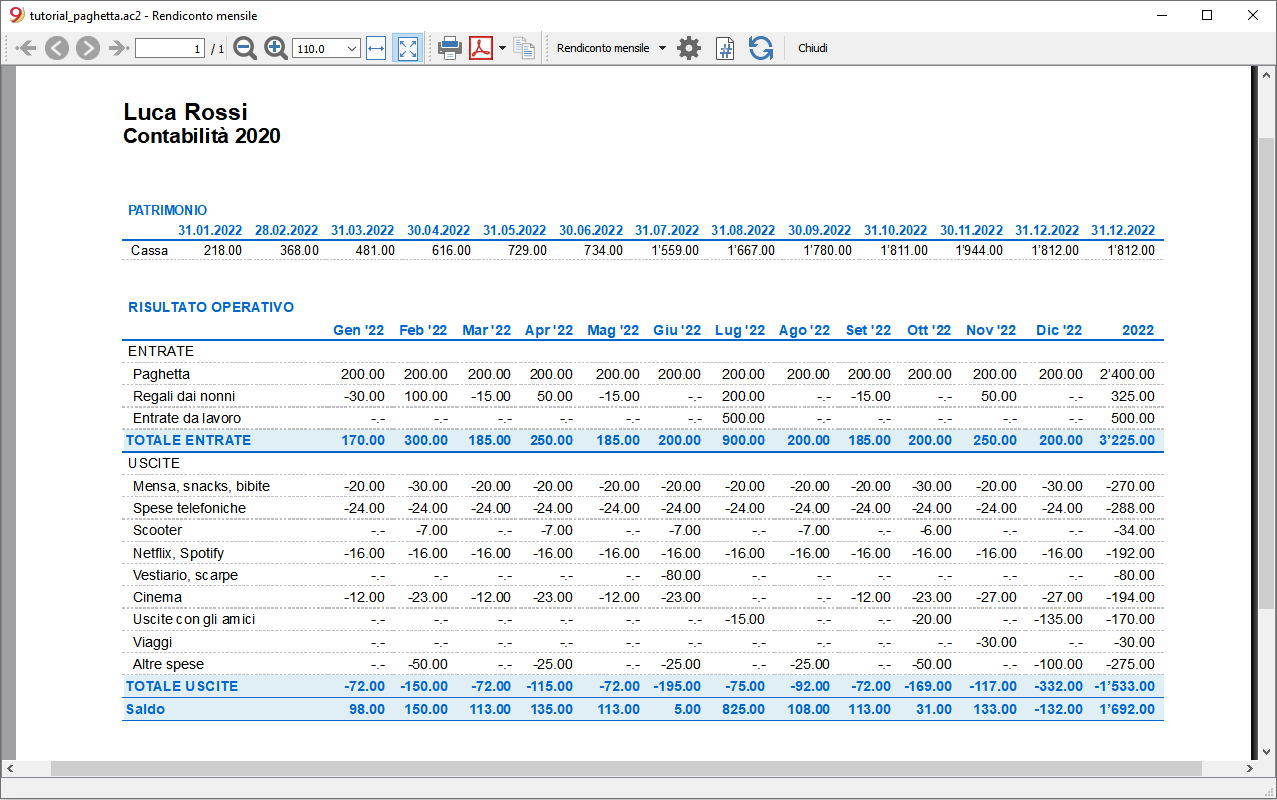 tutorial_paghetta.ac2 - Rendiconto mensile
1 / 1 110.0 Rendiconto mensile Chiudi
Luca Rossi
Contabilità 2020
PATRIMONIO
31.01.2022 28.02.2022 31.03.2022 30.04.2022 31.05.2022 30.06.2022 31.07.2022 31.08.2022 30.09.2022 31.10.2022 30.11.2022 31.12.2022 31.12.2022
Cassa 218.00 368.00 481.00 616.00 729.00 734.00 1'559.00 1'667.00 1'780.00 1'811.00 1'944.00 1'812.00 1'812.00
RISULTATO OPERATIVO
Gen '22 Feb '22 Mar '22 Apr '22 Mag '22 Giu '22 Lug '22 Ago '22 Set '22 Ott '22 Nov '22 Dic '22 2022
ENTRATE
Paghetta 200.00 200.00 200.00 200.00 200.00 200.00 200.00 200.00 200.00 200.00 200.00 200.00 2'400.00
Regali dai nonni -30.00 100.00 -15.00 50.00 -15.00 -.- 200.00 -.- -15.00 -.- 50.00 -.- 325.00
Entrate da lavoro -.- -.- -.- -.- -.- -.- 500.00 -.- -.- -.- -.- -.- 500.00
TOTALE ENTRATE 170.00 300.00 185.00 250.00 185.00 200.00 900.00 200.00 185.00 200.00 250.00 200.00 3'225.00
USCITE
Mensa, snacks, bibite -20.00 -30.00 -20.00 -20.00 -20.00 -20.00 -20.00 -20.00 -20.00 -30.00 -20.00 -30.00 -270.00
Spese telefoniche -24.00 -24.00 -24.00 -24.00 -24.00 -24.00 -24.00 -24.00 -24.00 -24.00 -24.00 -24.00 -288.00
Scooter -.- -7.00 -.- -7.00 -.- -7.00 -.- -7.00 -.- -6.00 -.- -.- -34.00
Netflix, Spotify -16.00 -16.00 -16.00 -16.00 -16.00 -16.00 -16.00 -16.00 -16.00 -16.00 -16.00 -16.00 -192.00
Vestiario, scarpe -.- -.- -.- -.- -.- -80.00 -.- -.- -.- -.- -.- -.- -80.00
Cinema -12.00 -23.00 -12.00 -23.00 -12.00 -23.00 -.- -.- -12.00 -23.00 -27.00 -27.00 -194.00
Uscite con gli amici -.- -.- -.- -.- -.- -.- -15.00 -.- -.- -20.00 -.- -135.00 -170.00
Viaggi -.- -.- -.- -.- -.- -.- -.- -.- -.- -.- -30.00 -.- -30.00
Altre spese -.- -50.00 -.- -25.00 -.- -25.00 -.- -25.00 -.- -50.00 -.- -100.00 -275.00
TOTALE USCITE -72.00 -150.00 -72.00 -115.00 -72.00 -195.00 -75.00 -92.00 -72.00 -169.00 -117.00 -332.00 -1'533.00
Saldo 98.00 150.00 113.00 135.00 113.00 5.00 825.00 108.00 113.00 31.00 133.00 -132.00 1'692.00